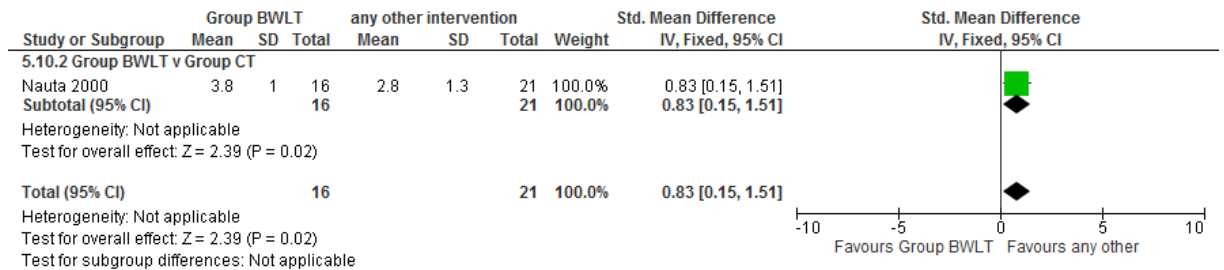 Group BWLT any other intervention Std. Mean Difference Std. Mean Difference
Study or Subgroup Mean SD Total Mean SD Total Weight IV, Fixed, 95% CI IV, Fixed, 95% CI
5.10.2 Group BWLT v Group CT
Nauta 2000 3.8 1 16 2.8 1.3 21 100.0% 0.83 [0.15, 1.51]
Subtotal (95% CI) 16 21 100.0% 0.83 [0.15, 1.51]
Heterogeneity: Not applicable
Test for overall effect: Z = 2.39 (P = 0.02)
Total (95% CI) 16 21 100.0% 0.83 [0.15, 1.51]
Heterogeneity: Not applicable
Test for overall effect: Z = 2.39 (P = 0.02)
Test for subgroup differences: Not applicable
-10 -5 0 5 10
Favours Group BWLT Favours any other